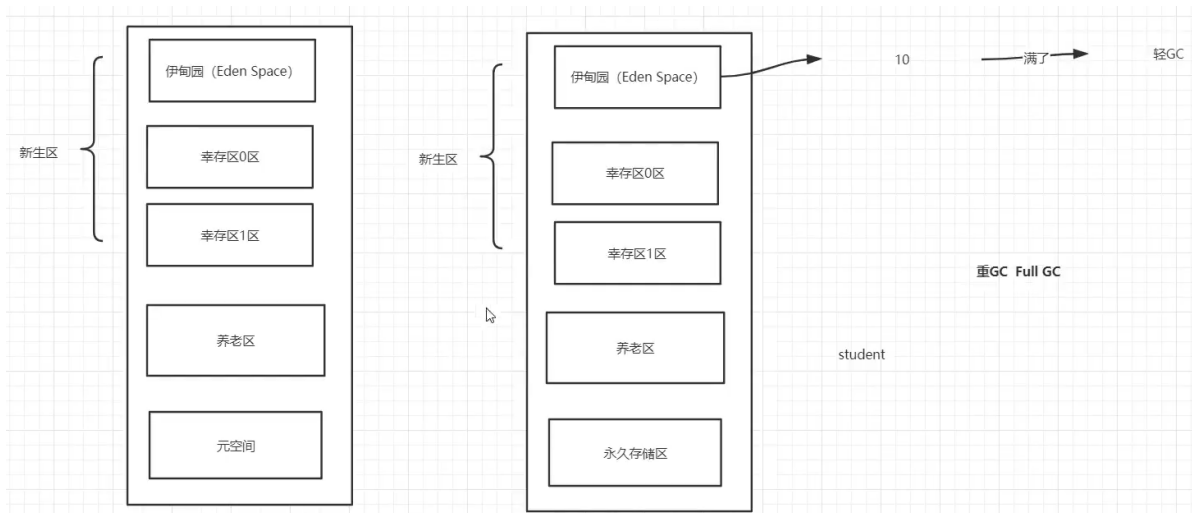 伊甸园（Eden Space）
新生区
幸存区0区
幸存区1区
养老区
元空间
伊甸园（Eden Space）
10
满了
轻GC
新生区
幸存区0区
幸存区1区
重GC Full GC
养老区
student
永久存储区